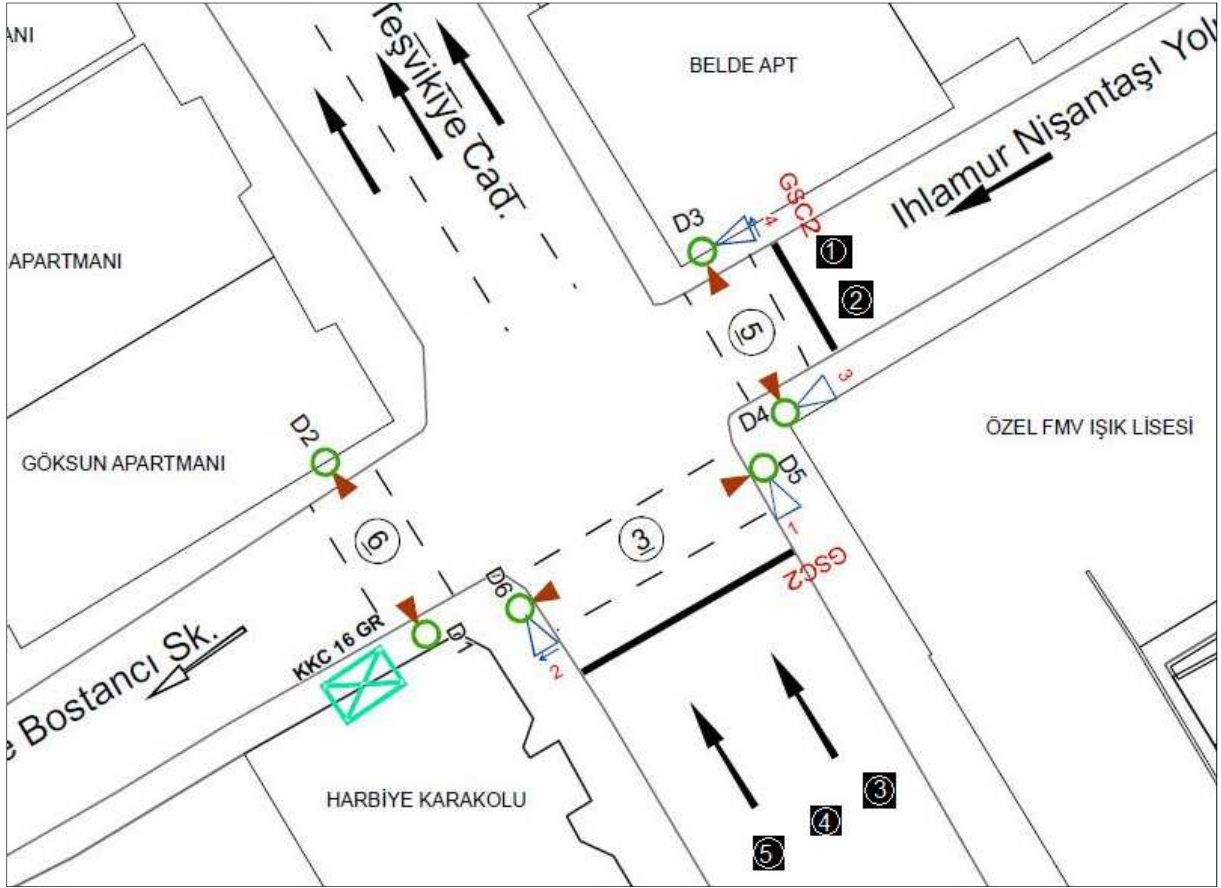 ANI
Teşvikiye Cad.
BELDE APT
Ihlamur Nişantaşı Yolu
GSC2
D3
4
①
②
APARTMANI
5
3
D4
ÖZEL FMV IŞIK LİSESİ
D2
GÖKSUN APARTMANI
D5
1
6
3
GSC2
D6
2
D1
KKC 16 GR
e Bostancı Sk.
HARBİYE KARAKOLU
③
④
⑤